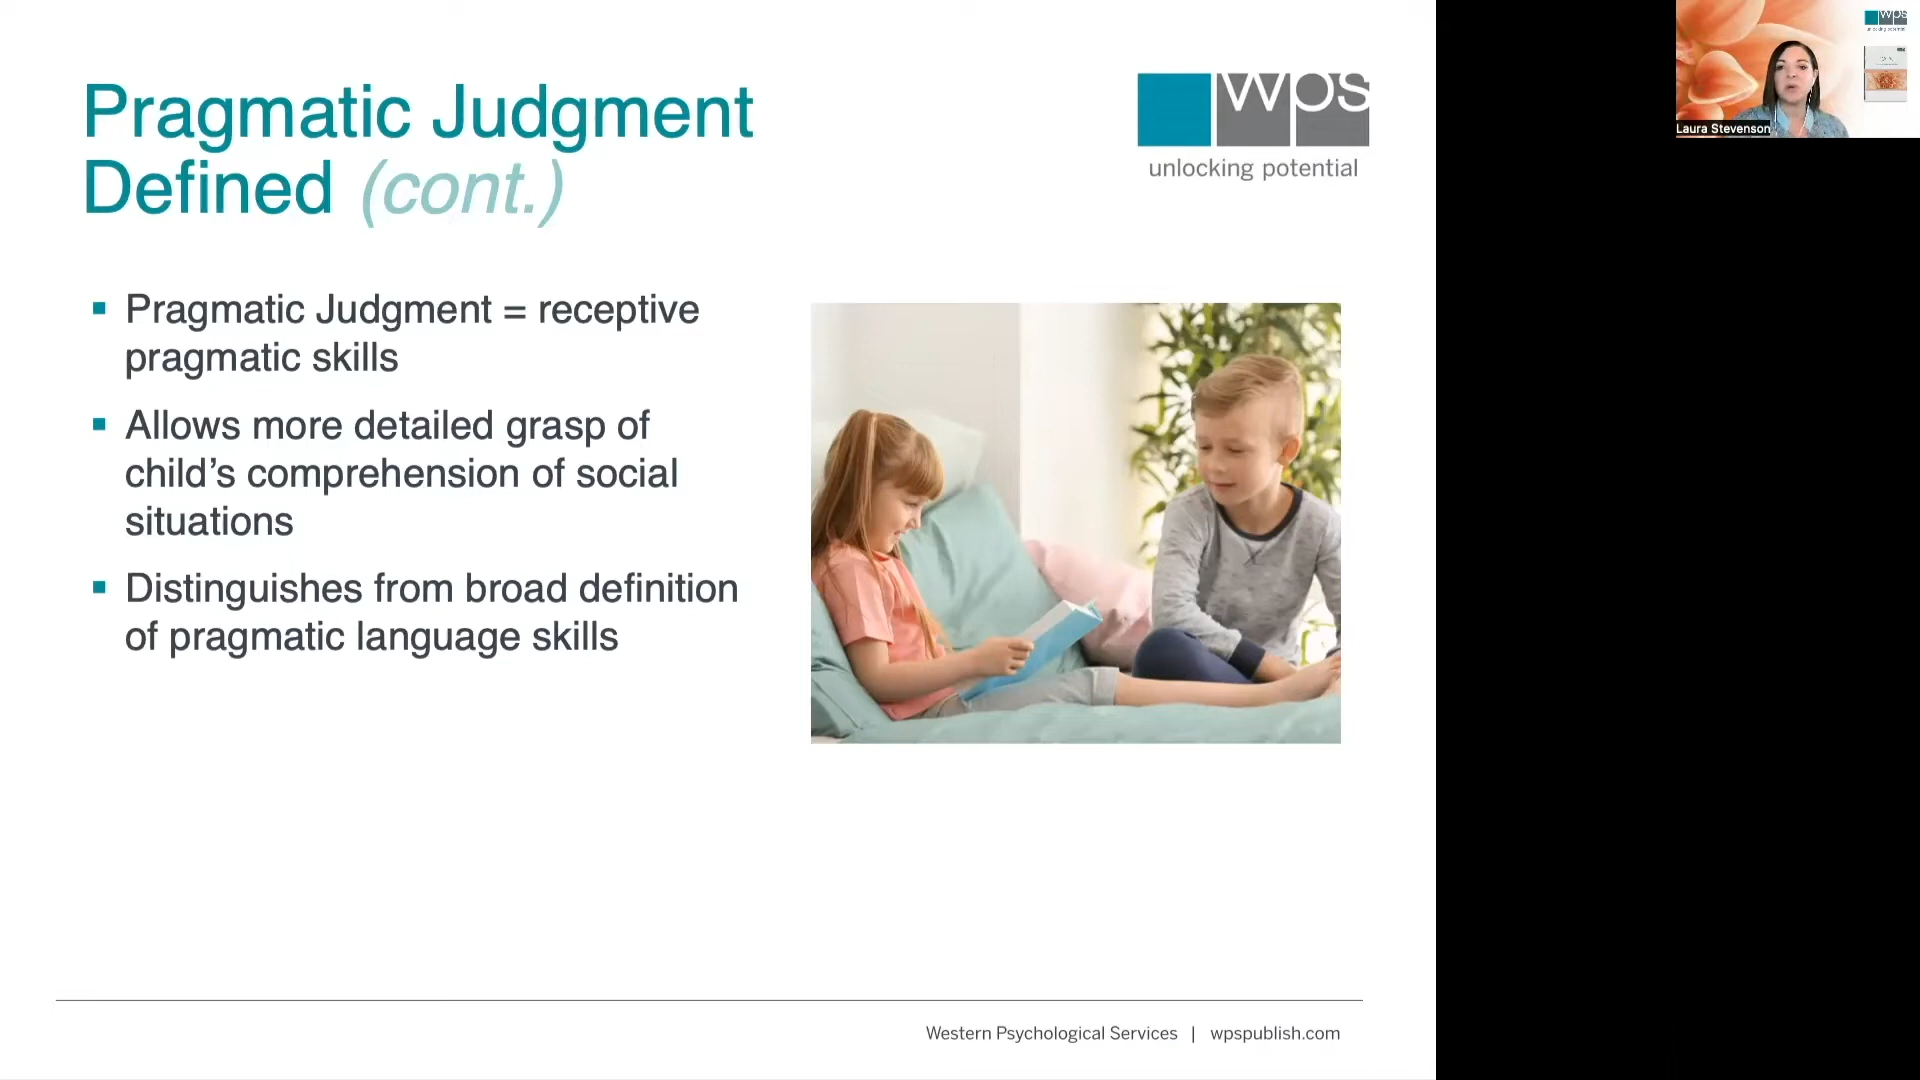 Pragmatic Judgment
Defined (cont.)
wps
unlocking potential
▪ Pragmatic Judgment = receptive
pragmatic skills
▪ Allows more detailed grasp of
child’s comprehension of social
situations
▪ Distinguishes from broad definition
of pragmatic language skills
Western Psychological Services | wpspublish.com
wps
Laura Stevenson